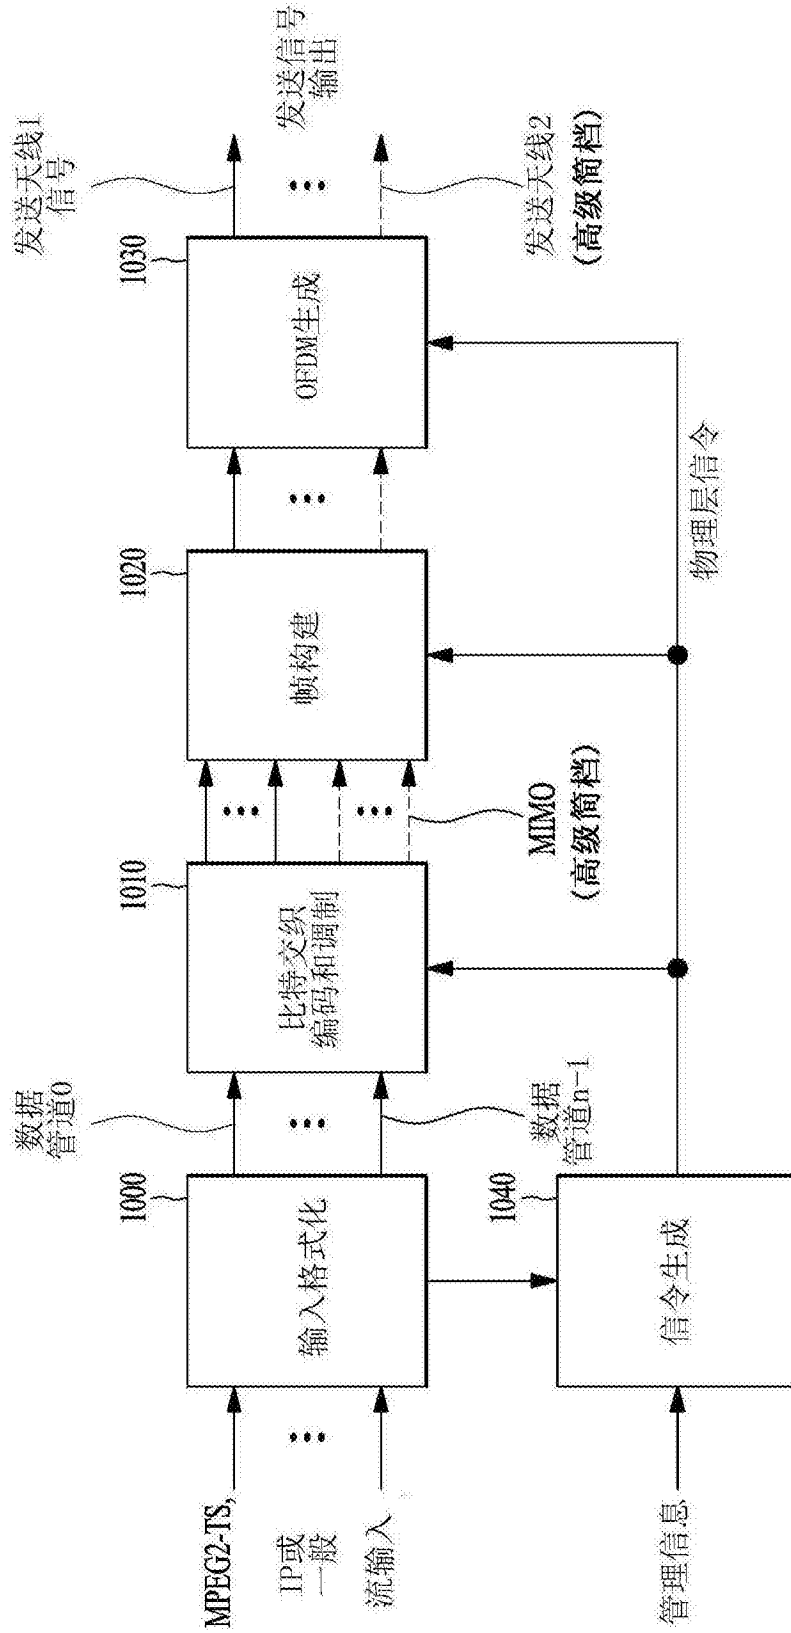 MPEG2-TS,
IP或
一般
流输入
1000
输入格式化
数据
管道0
数据
管道n-1
1010
比特交织
编码和调制
MIMO
(高级简档)
1020
帧构建
1030
OFDM生成
发送天线1
信号
发送信号
输出
发送天线2
(高级简档)
管理信息
1040
信令生成
物理层信令